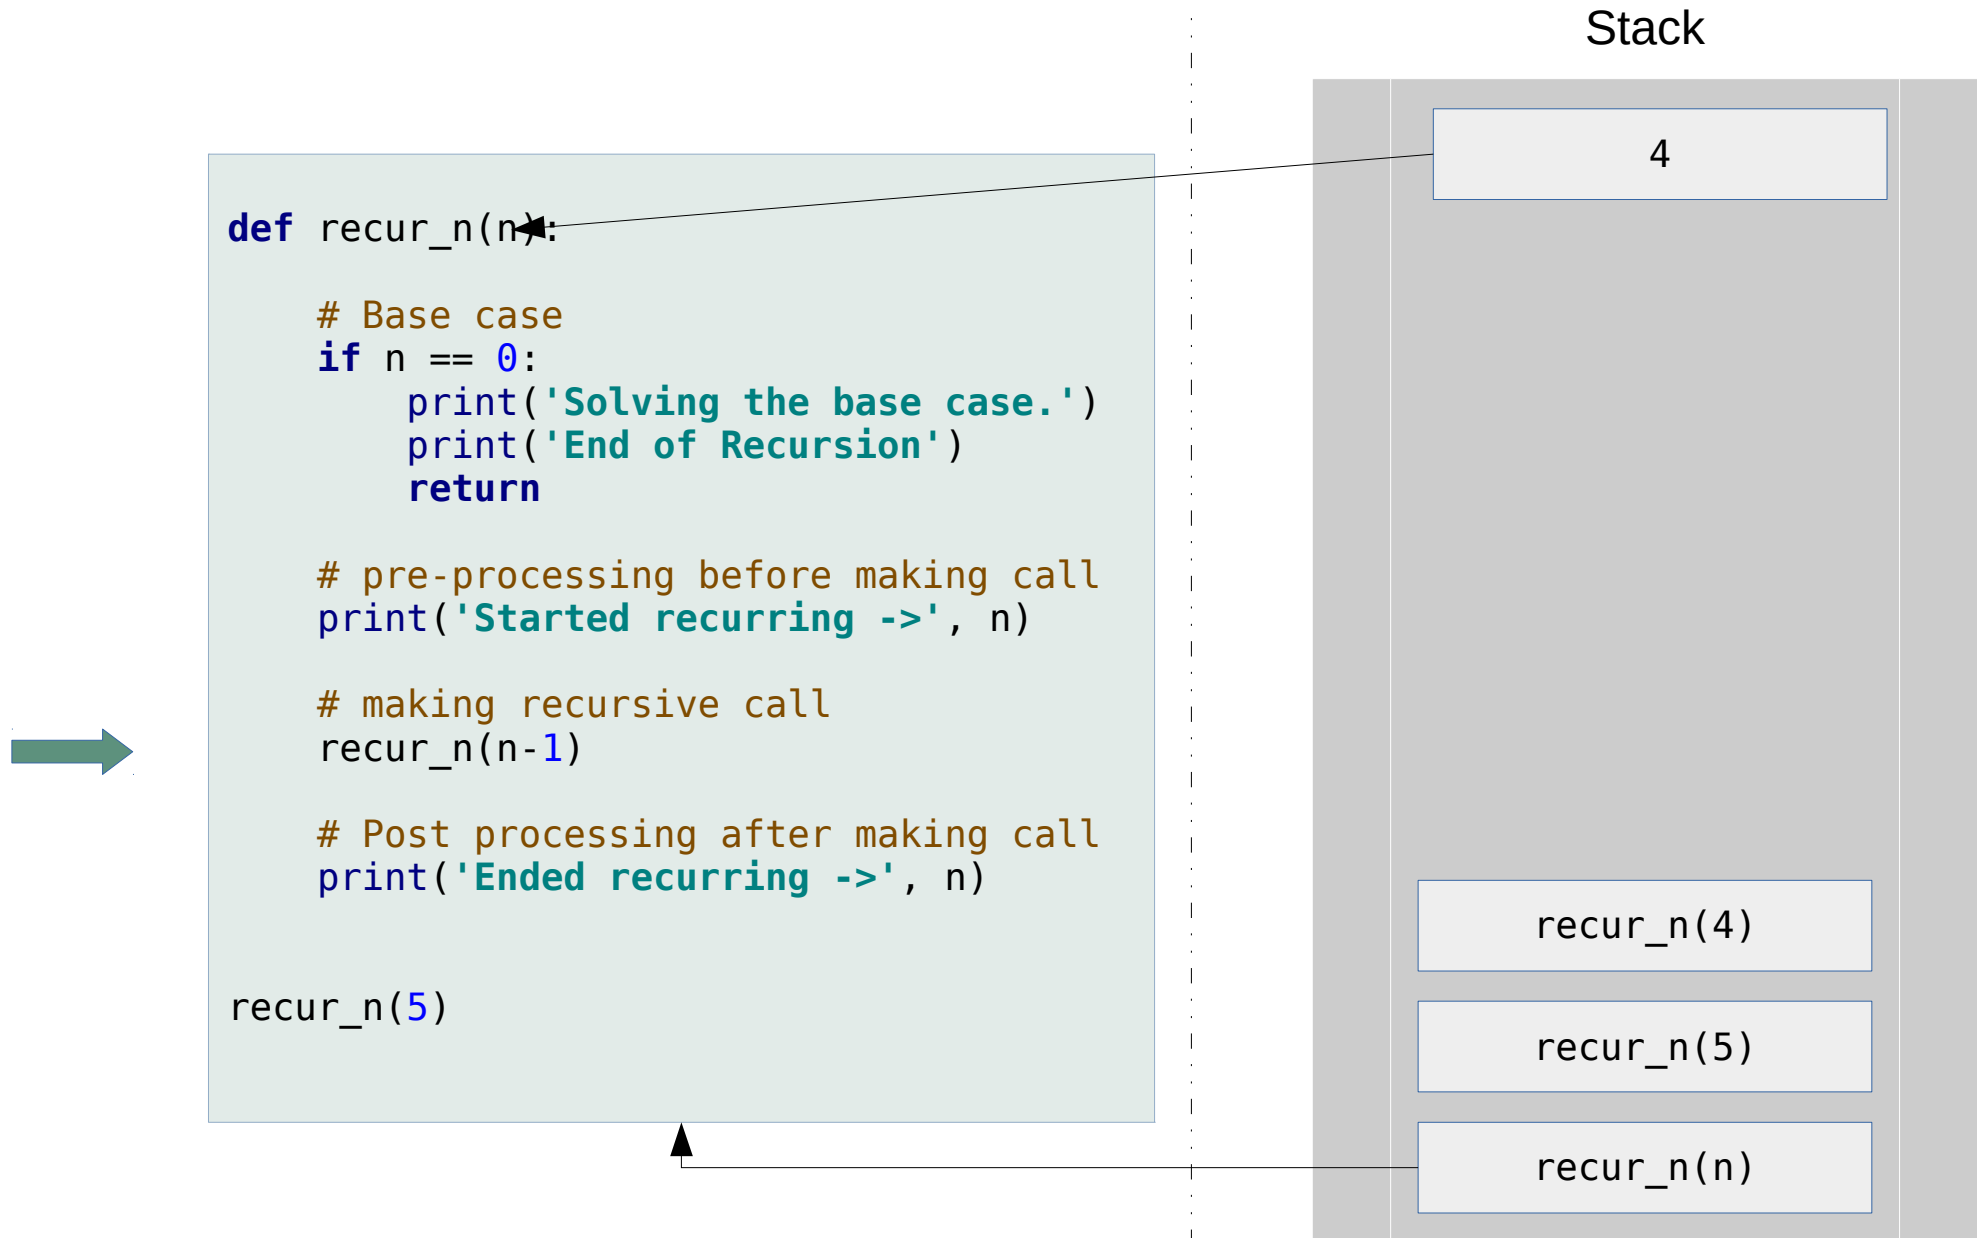 Stack
4
def recur_n(n):
# Base case
if n == 0:
print('Solving the base case.')
print('End of Recursion')
return
# pre-processing before making call
print('Started recurring ->', n)
# making recursive call
recur_n(n-1)
# Post processing after making call
print('Ended recurring ->', n)
recur_n(5)
recur_n(4)
recur_n(5)
recur_n(n)